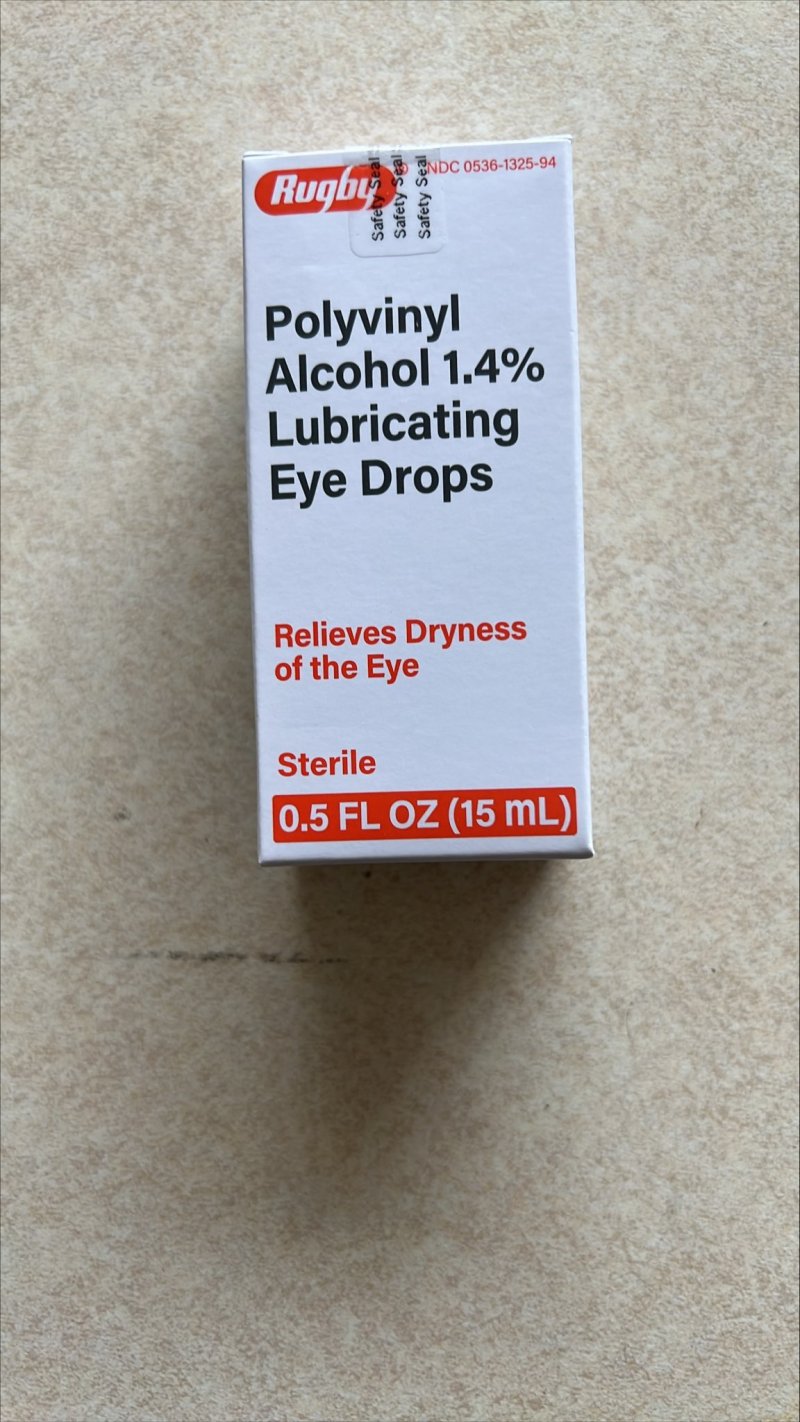 Rugby®
NDC 0536-1325-94
Safety Seal
Safety Seal
Safety Seal
Polyvinyl
Alcohol 1.4%
Lubricating
Eye Drops
Relieves Dryness
of the Eye
Sterile
0.5 FL OZ (15 mL)